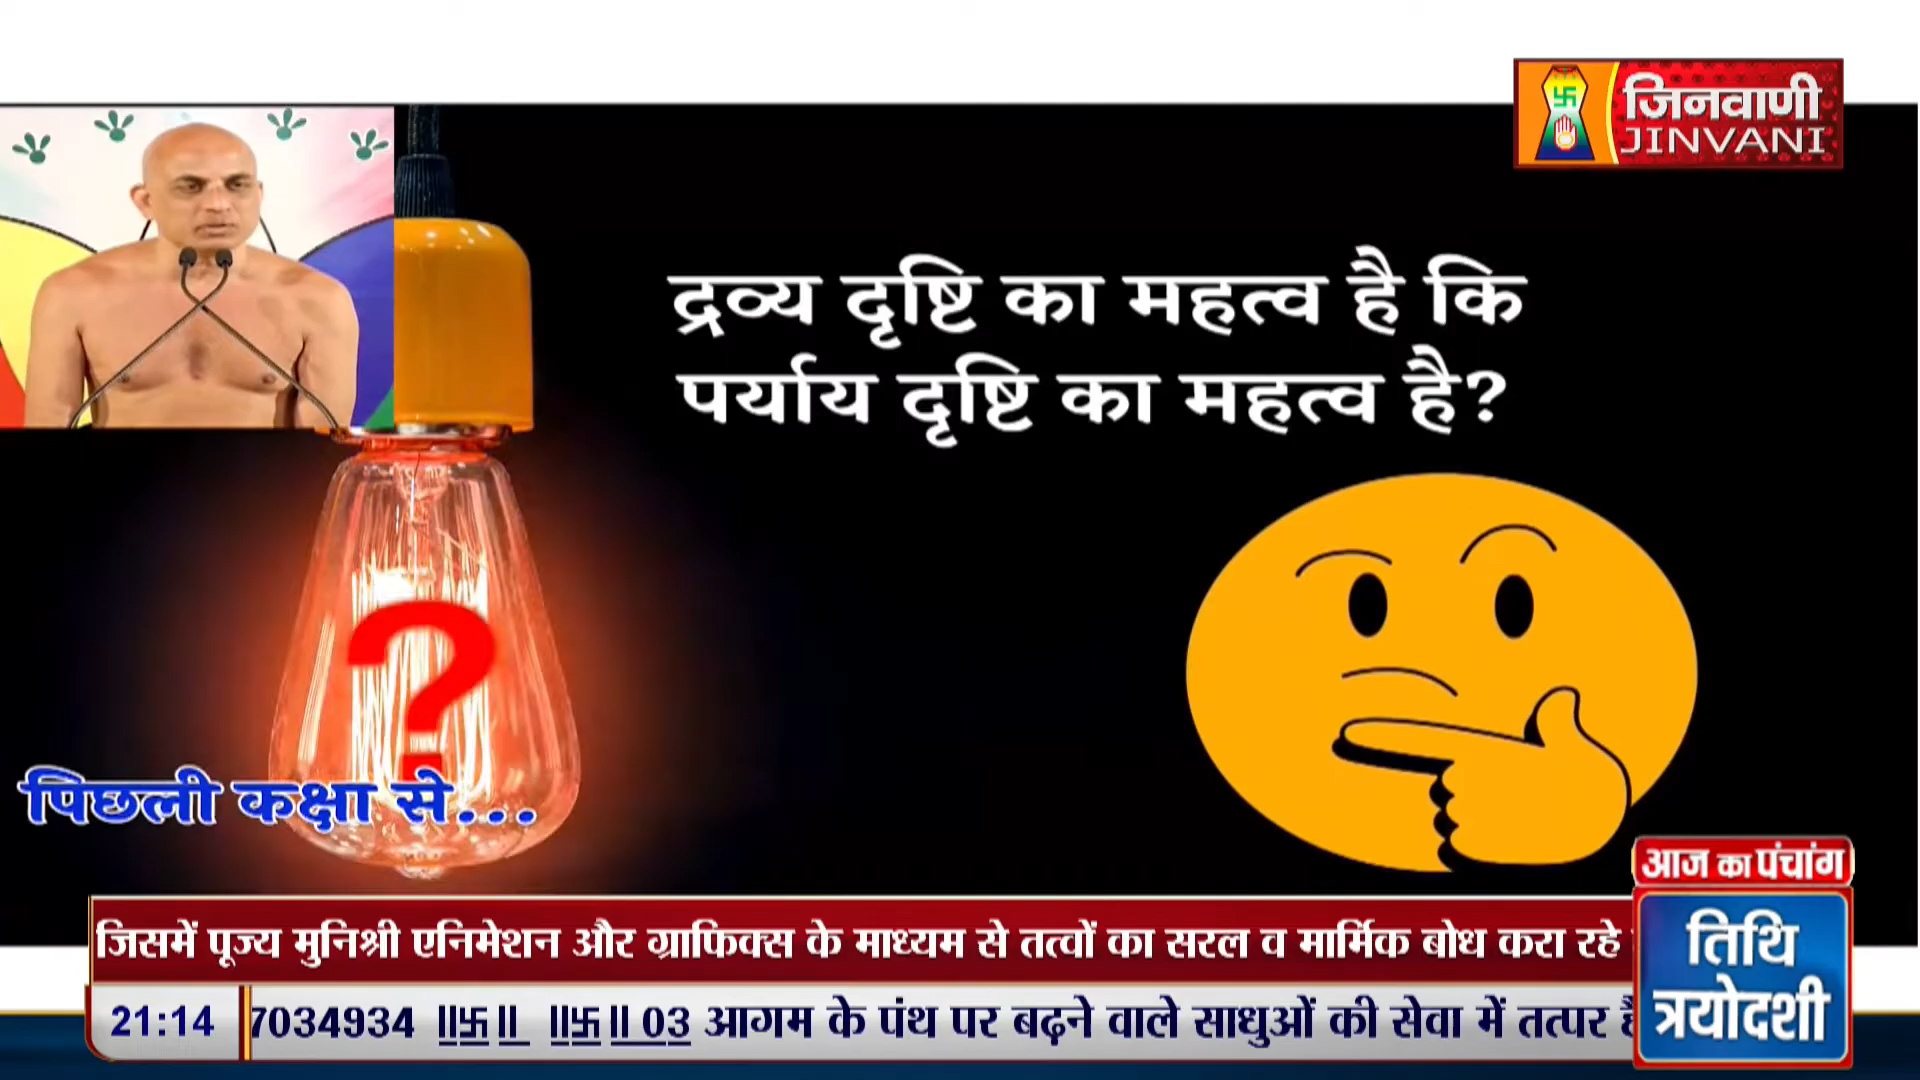 जिनवाणी
JINVANI
द्रव्य दृष्टि का महत्व है कि
पर्याय दृष्टि का महत्व है?
?
पिछली कक्षा से...
आज का पंचांग
तिथि
त्रयोदशी
जिसमें पूज्य मुनिश्री एनिमेशन और ग्राफिक्स के माध्यम से तत्वों का सरल व मार्मिक बोध करा रहे
21:14
7034934 ॥卐॥ ॥卐॥ 03 आगम के पंथ पर बढ़ने वाले साधुओं की सेवा में तत्पर